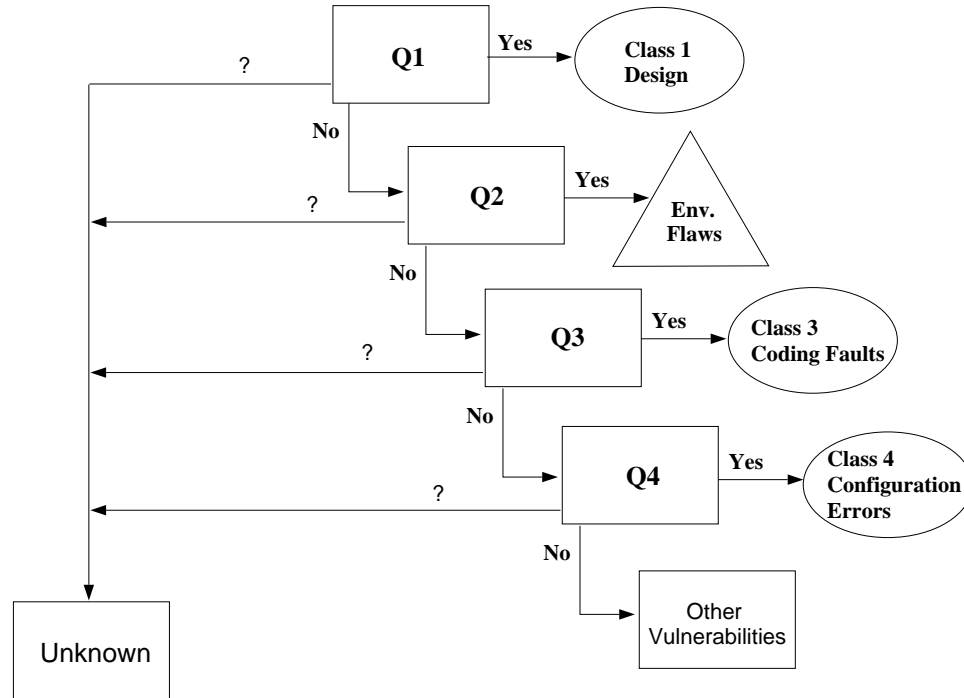 Q1
Yes
Class 1
Design
?
No
Q2
Yes
Env.
Flaws
?
No
Q3
Yes
Class 3
Coding Faults
?
No
Q4
Yes
Class 4
Configuration
Errors
?
No
Other
Vulnerabilities
Unknown